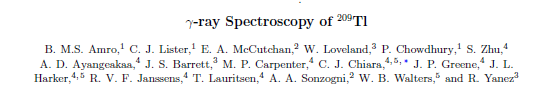 γ-ray Spectroscopy of ²⁰⁹Tl
B. M.S. Amro,¹ C. J. Lister,¹ E. A. McCutchan,² W. Loveland,³ P. Chowdhury,¹ S. Zhu,⁴
A. D. Ayangeakaa,⁴ J. S. Barrett,³ M. P. Carpenter,⁴ C. J. Chiara,⁴,⁵,* J. P. Greene,⁴ J. L.
Harker,⁴,⁵ R. V. F. Janssens,⁴ T. Lauritsen,⁴ A. A. Sonzogni,² W. B. Walters,⁵ and R. Yanez³